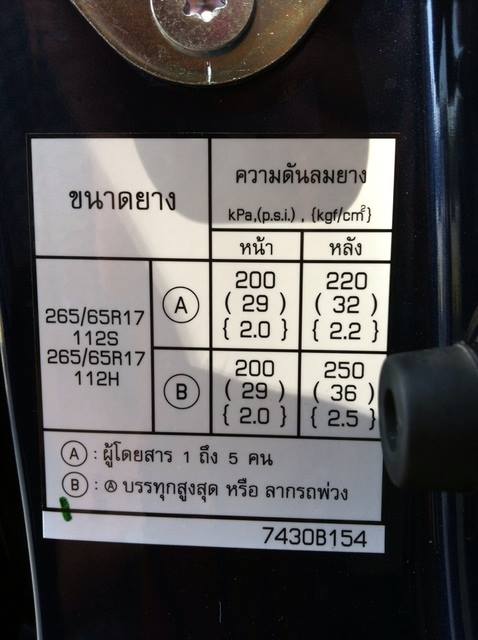 ขนาดยาง
ความดันลมยาง
kPa,(p.s.i.) , {kgf/cm²}
หน้า หลัง
265/65R17
112S
265/65R17
112H
A
200
( 29 )
{ 2.0 }
220
( 32 )
{ 2.2 }
B
200
( 29 )
{ 2.0 }
250
( 36 )
{ 2.5 }
A : ผู้โดยสาร 1 ถึง 5 คน
B : A บรรทุกสูงสุด หรือ ลากรถพ่วง
7430B154